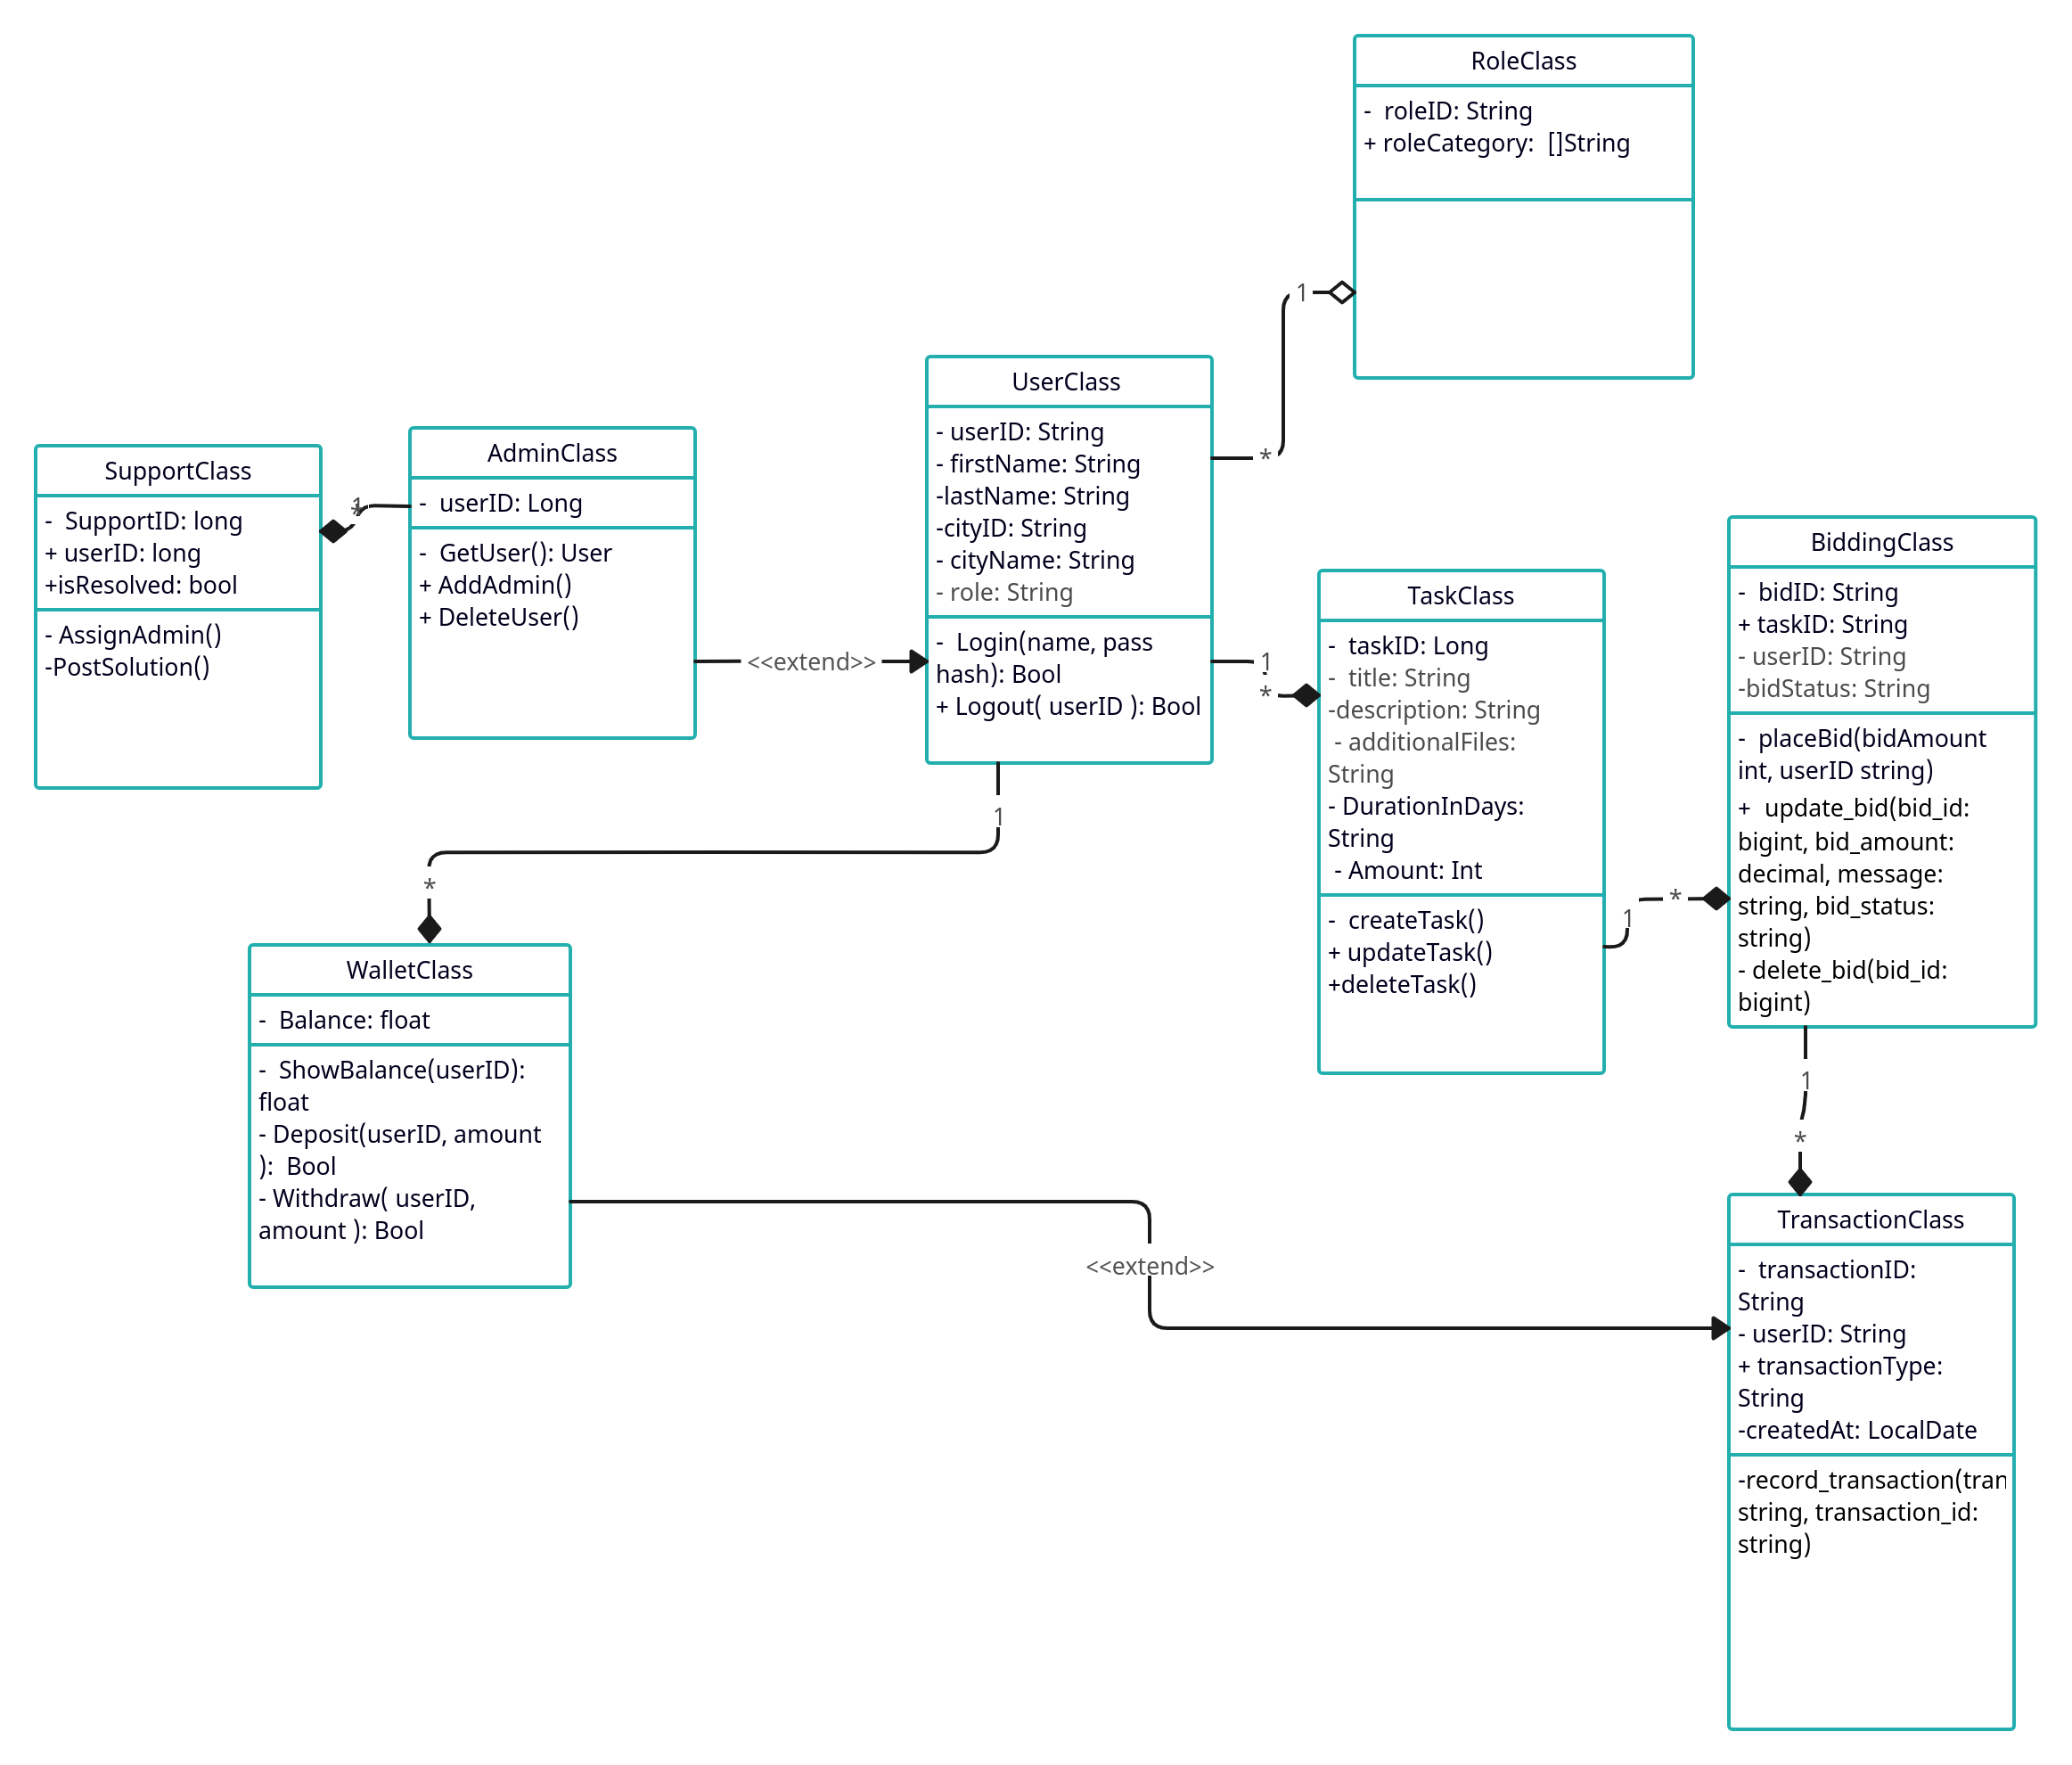 RoleClass
-  roleID: String
+ roleCategory:  []String
1
UserClass
- userID: String
- firstName: String
-lastName: String
-cityID: String
- cityName: String
- role: String
-  Login(name, pass
hash): Bool
+ Logout( userID ): Bool
*
1
*
1
*
AdminClass
-  userID: Long
-  GetUser(): User
+ AddAdmin()
+ DeleteUser()
<<extend>>
SupportClass
-  SupportID: long
+ userID: long
+isResolved: bool
- AssignAdmin()
-PostSolution()
1
*
TaskClass
-  taskID: Long
-  title: String
-description: String
- additionalFiles:
String
- DurationInDays:
String
- Amount: Int
-  createTask()
+ updateTask()
+deleteTask()
1
*
BiddingClass
-  bidID: String
+ taskID: String
- userID: String
-bidStatus: String
-  placeBid(bidAmount
int, userID string)
+  update_bid(bid_id:
bigint, bid_amount:
decimal, message:
string, bid_status:
string)
- delete_bid(bid_id:
bigint)
1
*
WalletClass
-  Balance: float
-  ShowBalance(userID):
float
- Deposit(userID, amount
):  Bool
- Withdraw( userID,
amount ): Bool
<<extend>>
TransactionClass
-  transactionID:
String
- userID: String
+ transactionType:
String
-createdAt: LocalDate
-record_transaction(tran
string, transaction_id:
string)